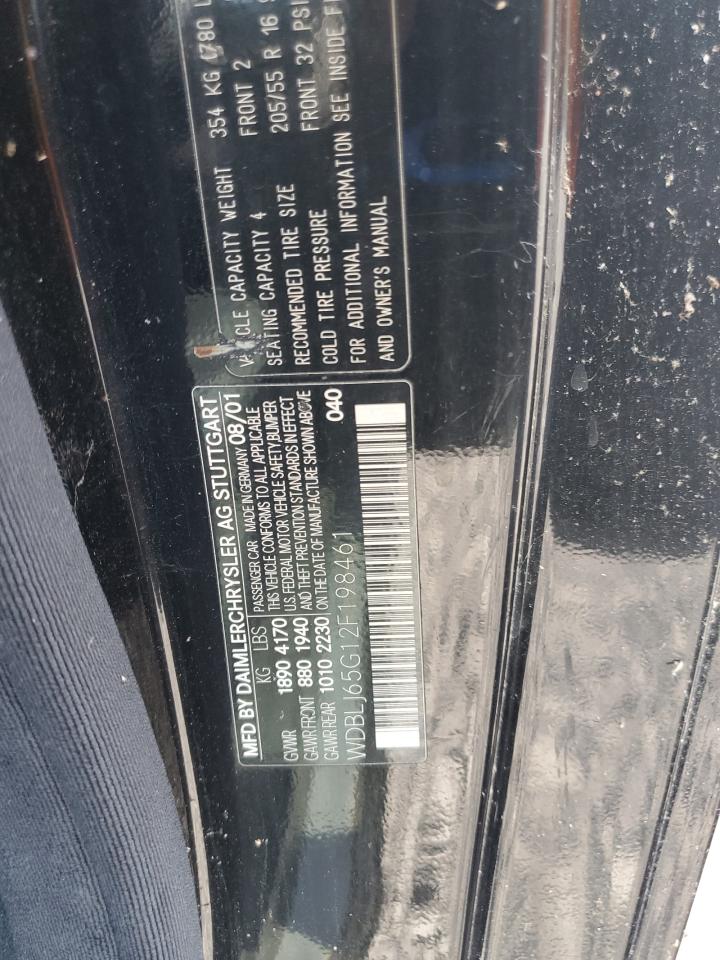 MFD BY DAIMLERCHRYSLER AG STUTTGART
KG LBS PASSENGER CAR MADE IN GERMANY 08/01
GVWR 1890 4170 THIS VEHICLE CONFORMS TO ALL APPLICABLE
U.S. FEDERAL MOTOR VEHICLE SAFETY,BUMPER
GAWR FRONT 880 1940 AND THEFT PREVENTION STANDARDS IN EFFECT
GAWR REAR 1010 2230 ON THE DATE OF MANUFACTURE SHOWN ABOVE
040
WDBLJ65G12F198461
VEHICLE CAPACITY WEIGHT 354 KG (780 L
SEATING CAPACITY 4 FRONT 2
RECOMMENDED TIRE SIZE 205/55 R 16
COLD TIRE PRESSURE FRONT 32 PSI
FOR ADDITIONAL INFORMATION SEE INSIDE F
AND OWNER'S MANUAL